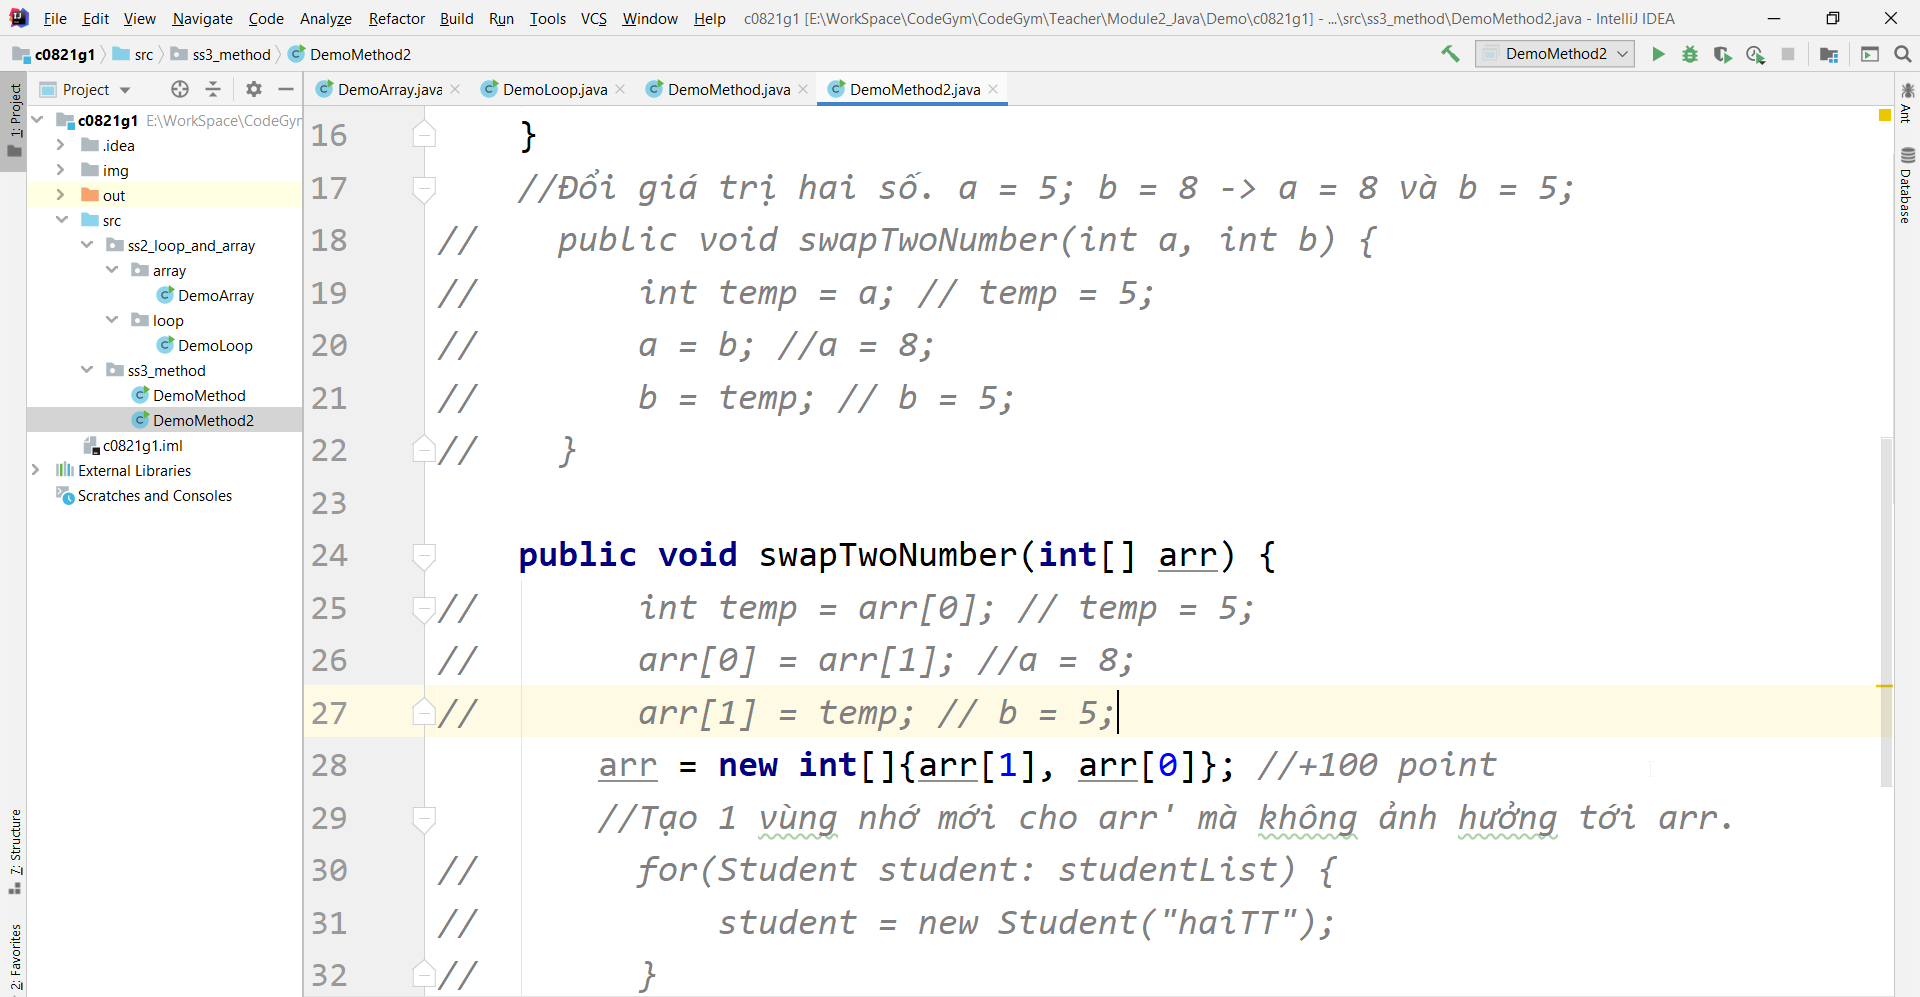 File Edit View Navigate Code Analyze Refactor Build Run Tools VCS Window Help c0821g1 [E:\WorkSpace\CodeGym\CodeGym\Teacher\Module2_Java\Demo\c0821g1] - ...\src\ss3_method\DemoMethod2.java - IntelliJ IDEA
c0821g1 src ss3_method DemoMethod2 DemoMethod2
Project DemoArray.java DemoLoop.java DemoMethod.java DemoMethod2.java
1: Project
7: Structure
2: Favorites
Ant
Database
c0821g1 E:\WorkSpace\CodeGym
.idea
img
out
src
ss2_loop_and_array
array
DemoArray
loop
DemoLoop
ss3_method
DemoMethod
DemoMethod2
c0821g1.iml
External Libraries
Scratches and Consoles
16 }
17 //Đổi giá trị hai số. a = 5; b = 8 -> a = 8 và b = 5;
18 // public void swapTwoNumber(int a, int b) {
19 // int temp = a; // temp = 5;
20 // a = b; //a = 8;
21 // b = temp; // b = 5;
22 // }
23
24 public void swapTwoNumber(int[] arr) {
25 // int temp = arr[0]; // temp = 5;
26 // arr[0] = arr[1]; //a = 8;
27 // arr[1] = temp; // b = 5;
28 arr = new int[]{arr[1], arr[0]}; //+100 point
29 //Tạo 1 vùng nhớ mới cho arr' mà không ảnh hưởng tới arr.
30 // for(Student student: studentList) {
31 // student = new Student("haiTT");
32 // }